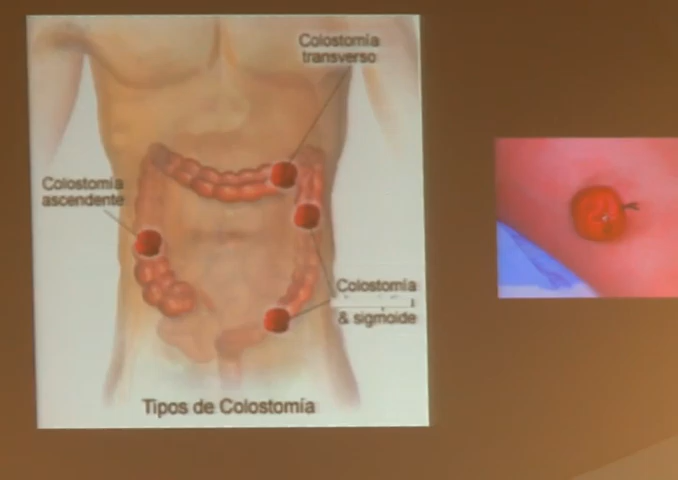 Colostomía
transverso
Colostomía
ascendente
Colostomía
& sigmoide
Tipos de Colostomía